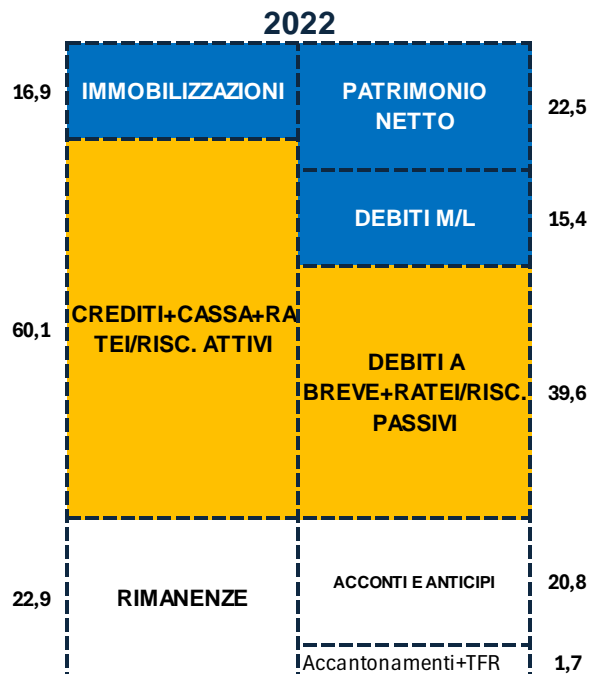 2022
16,9
IMMOBILIZZAZIONI
PATRIMONIO
NETTO
22,5
DEBITI M/L
15,4
60,1
CREDITI+CASSA+RA
TEI/RISC. ATTIVI
DEBITI A
BREVE+RATEI/RISC.
PASSIVI
39,6
22,9
RIMANENZE
ACCONTI E ANTICIPI
20,8
Accantonamenti+TFR
1,7